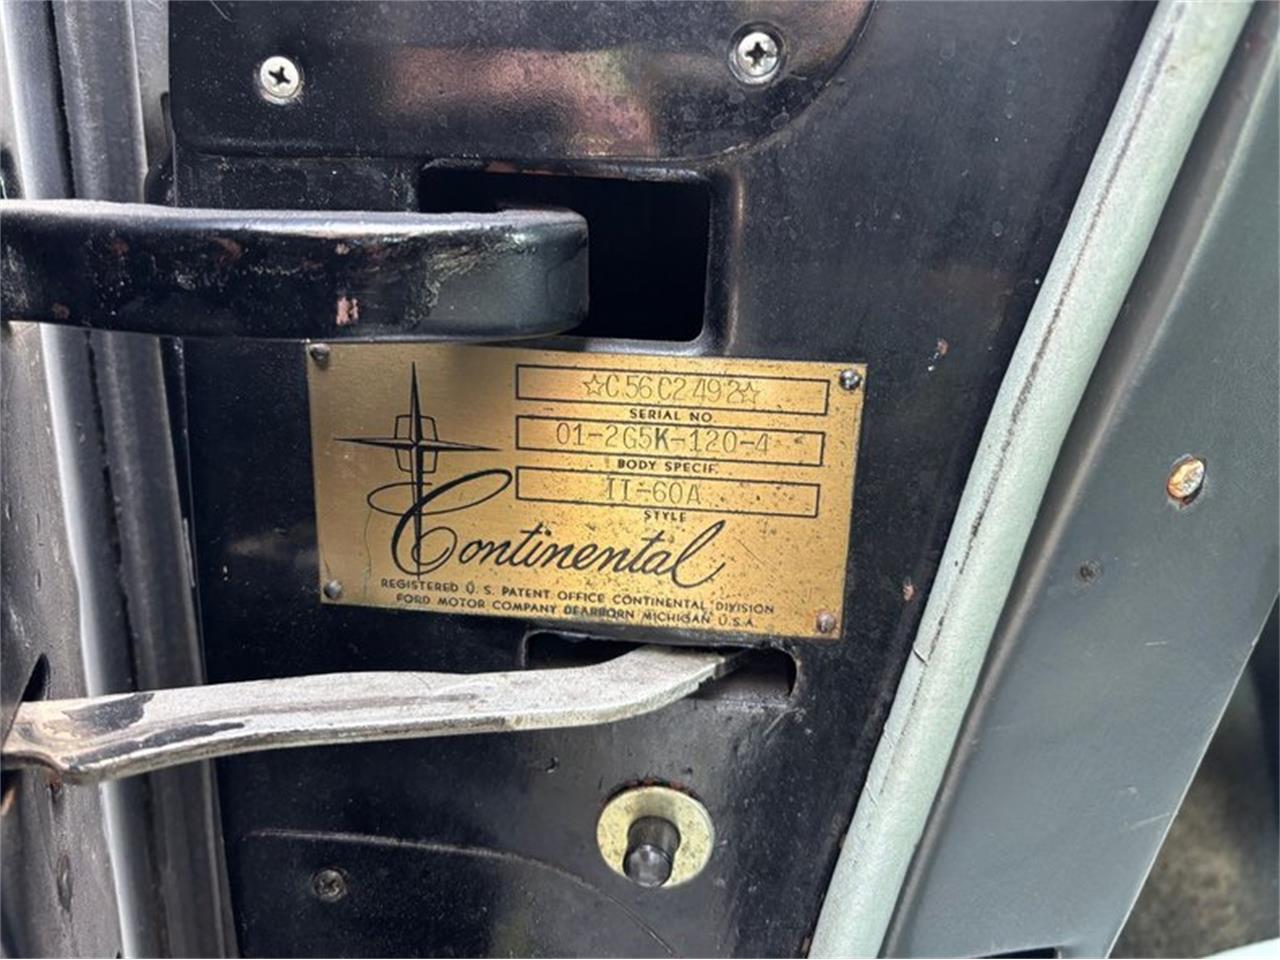 ☆C56C2492☆
SERIAL NO.
01-2G5K-120-4
BODY SPECIF.
II-60A
STYLE
Continental
REGISTERED U. S. PATENT OFFICE CONTINENTAL DIVISION
FORD MOTOR COMPANY DEARBORN MICHIGAN U.S.A.